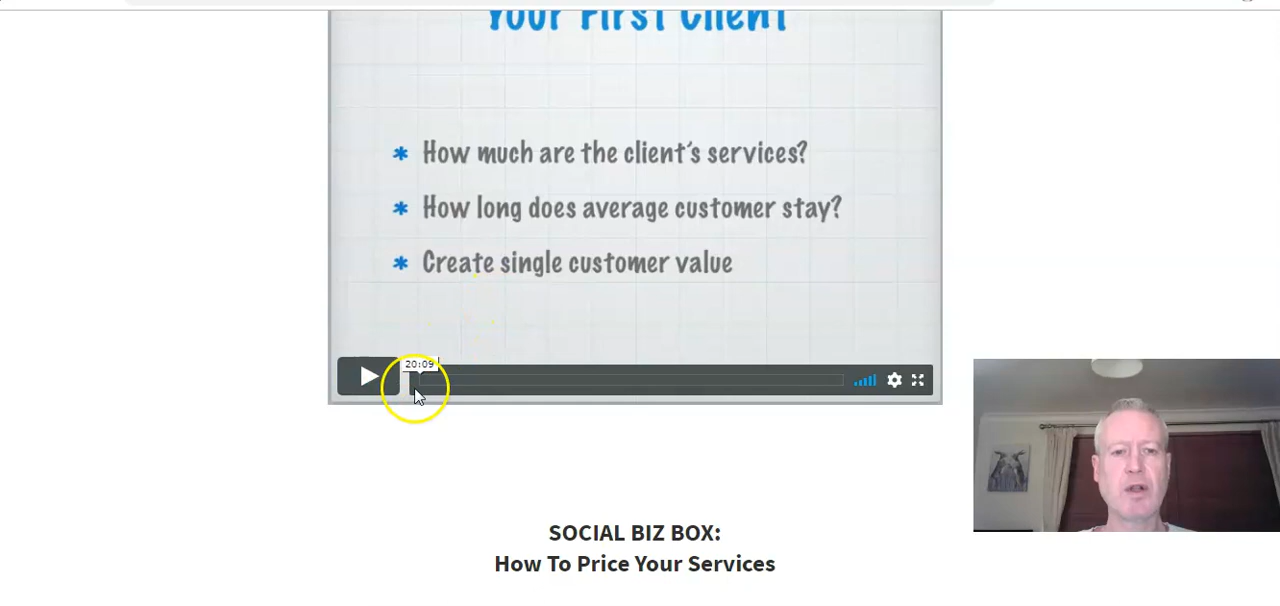 Your First Client
* How much are the client's services?
* How long does average customer stay?
* Create single customer value
20:09
SOCIAL BIZ BOX:
How To Price Your Services